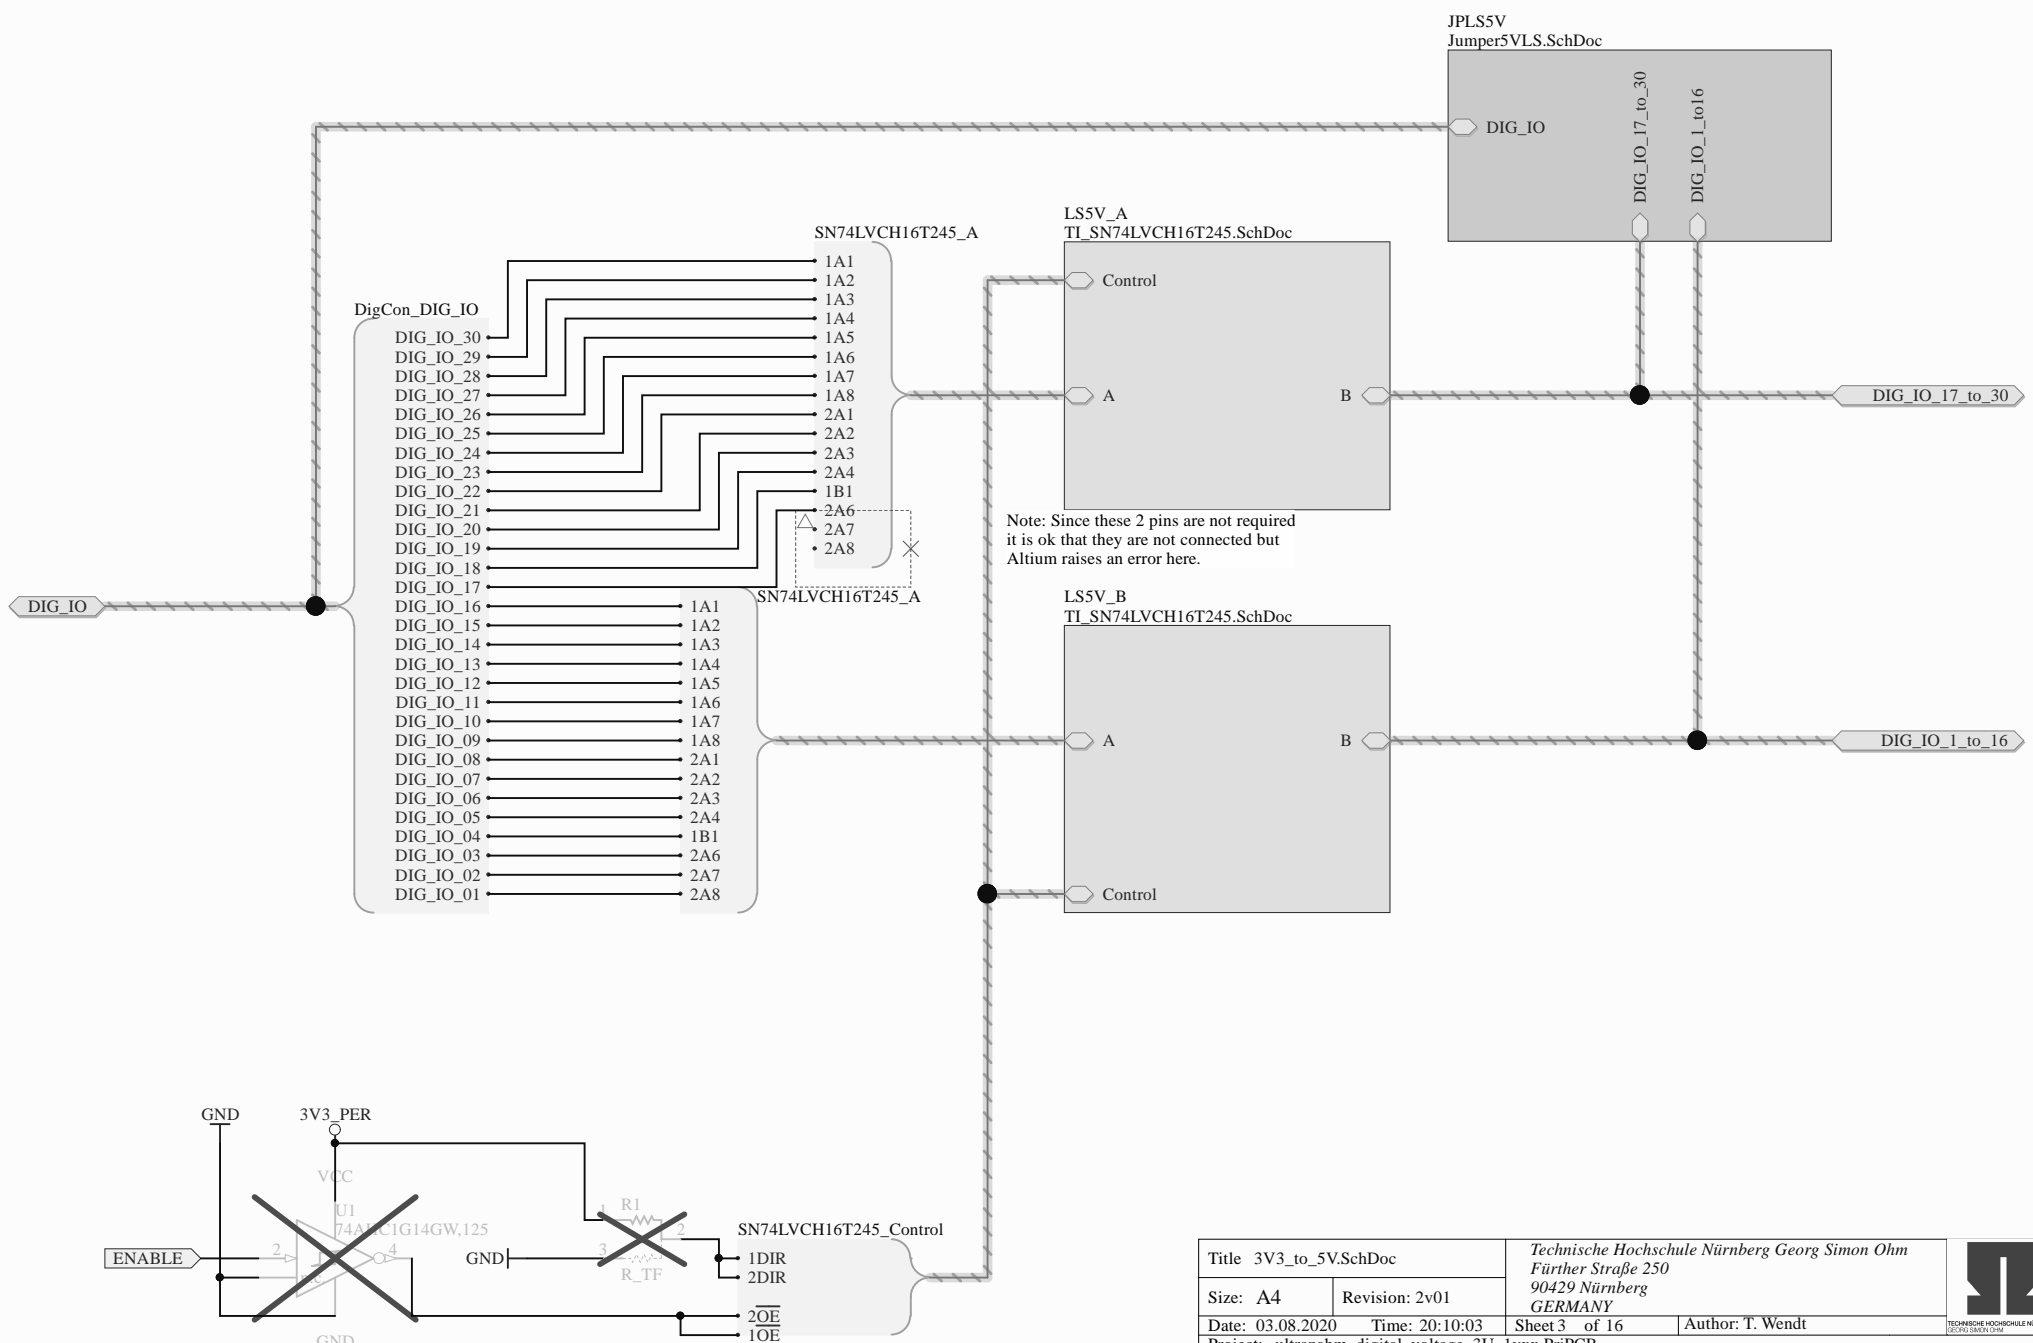 JPLS5V
Jumper5VLS.SchDoc
DIG_IO
DIG_IO_17_to_30
DIG_IO_1_to16
LS5V_A
TI_SN74LVCH16T245.SchDoc
Control
A
B
SN74LVCH16T245_A
1A1
1A2
1A3
1A4
1A5
1A6
1A7
1A8
2A1
2A2
2A3
2A4
1B1
2A6
2A7
2A8
DigCon_DIG_IO
DIG_IO_30
DIG_IO_29
DIG_IO_28
DIG_IO_27
DIG_IO_26
DIG_IO_25
DIG_IO_24
DIG_IO_23
DIG_IO_22
DIG_IO_21
DIG_IO_20
DIG_IO_19
DIG_IO_18
DIG_IO_17
DIG_IO_16
DIG_IO_15
DIG_IO_14
DIG_IO_13
DIG_IO_12
DIG_IO_11
DIG_IO_10
DIG_IO_09
DIG_IO_08
DIG_IO_07
DIG_IO_06
DIG_IO_05
DIG_IO_04
DIG_IO_03
DIG_IO_02
DIG_IO_01
DIG_IO_17_to_30
Note: Since these 2 pins are not required
it is ok that they are not connected but
Altium raises an error here.
DIG_IO
SN74LVCH16T245_A
1A1
1A2
1A3
1A4
1A5
1A6
1A7
1A8
2A1
2A2
2A3
2A4
1B1
2A6
2A7
2A8
LS5V_B
TI_SN74LVCH16T245.SchDoc
A
B
Control
DIG_IO_1_to_16
GND
3V3_PER
VCC
U1
74AHC1G14GW,125
2
4
ENABLE
GND
GND
R1
1
2
3
R_TF
SN74LVCH16T245_Control
1DIR
2DIR
2OE
1OE
Title 3V3_to_5V.SchDoc
Size: A4
Revision: 2v01
Date: 03.08.2020
Time: 20:10:03
Sheet 3 of 16
Author: T. Wendt
Technische Hochschule Nürnberg Georg Simon Ohm
Fürther Straße 250
90429 Nürnberg
GERMANY